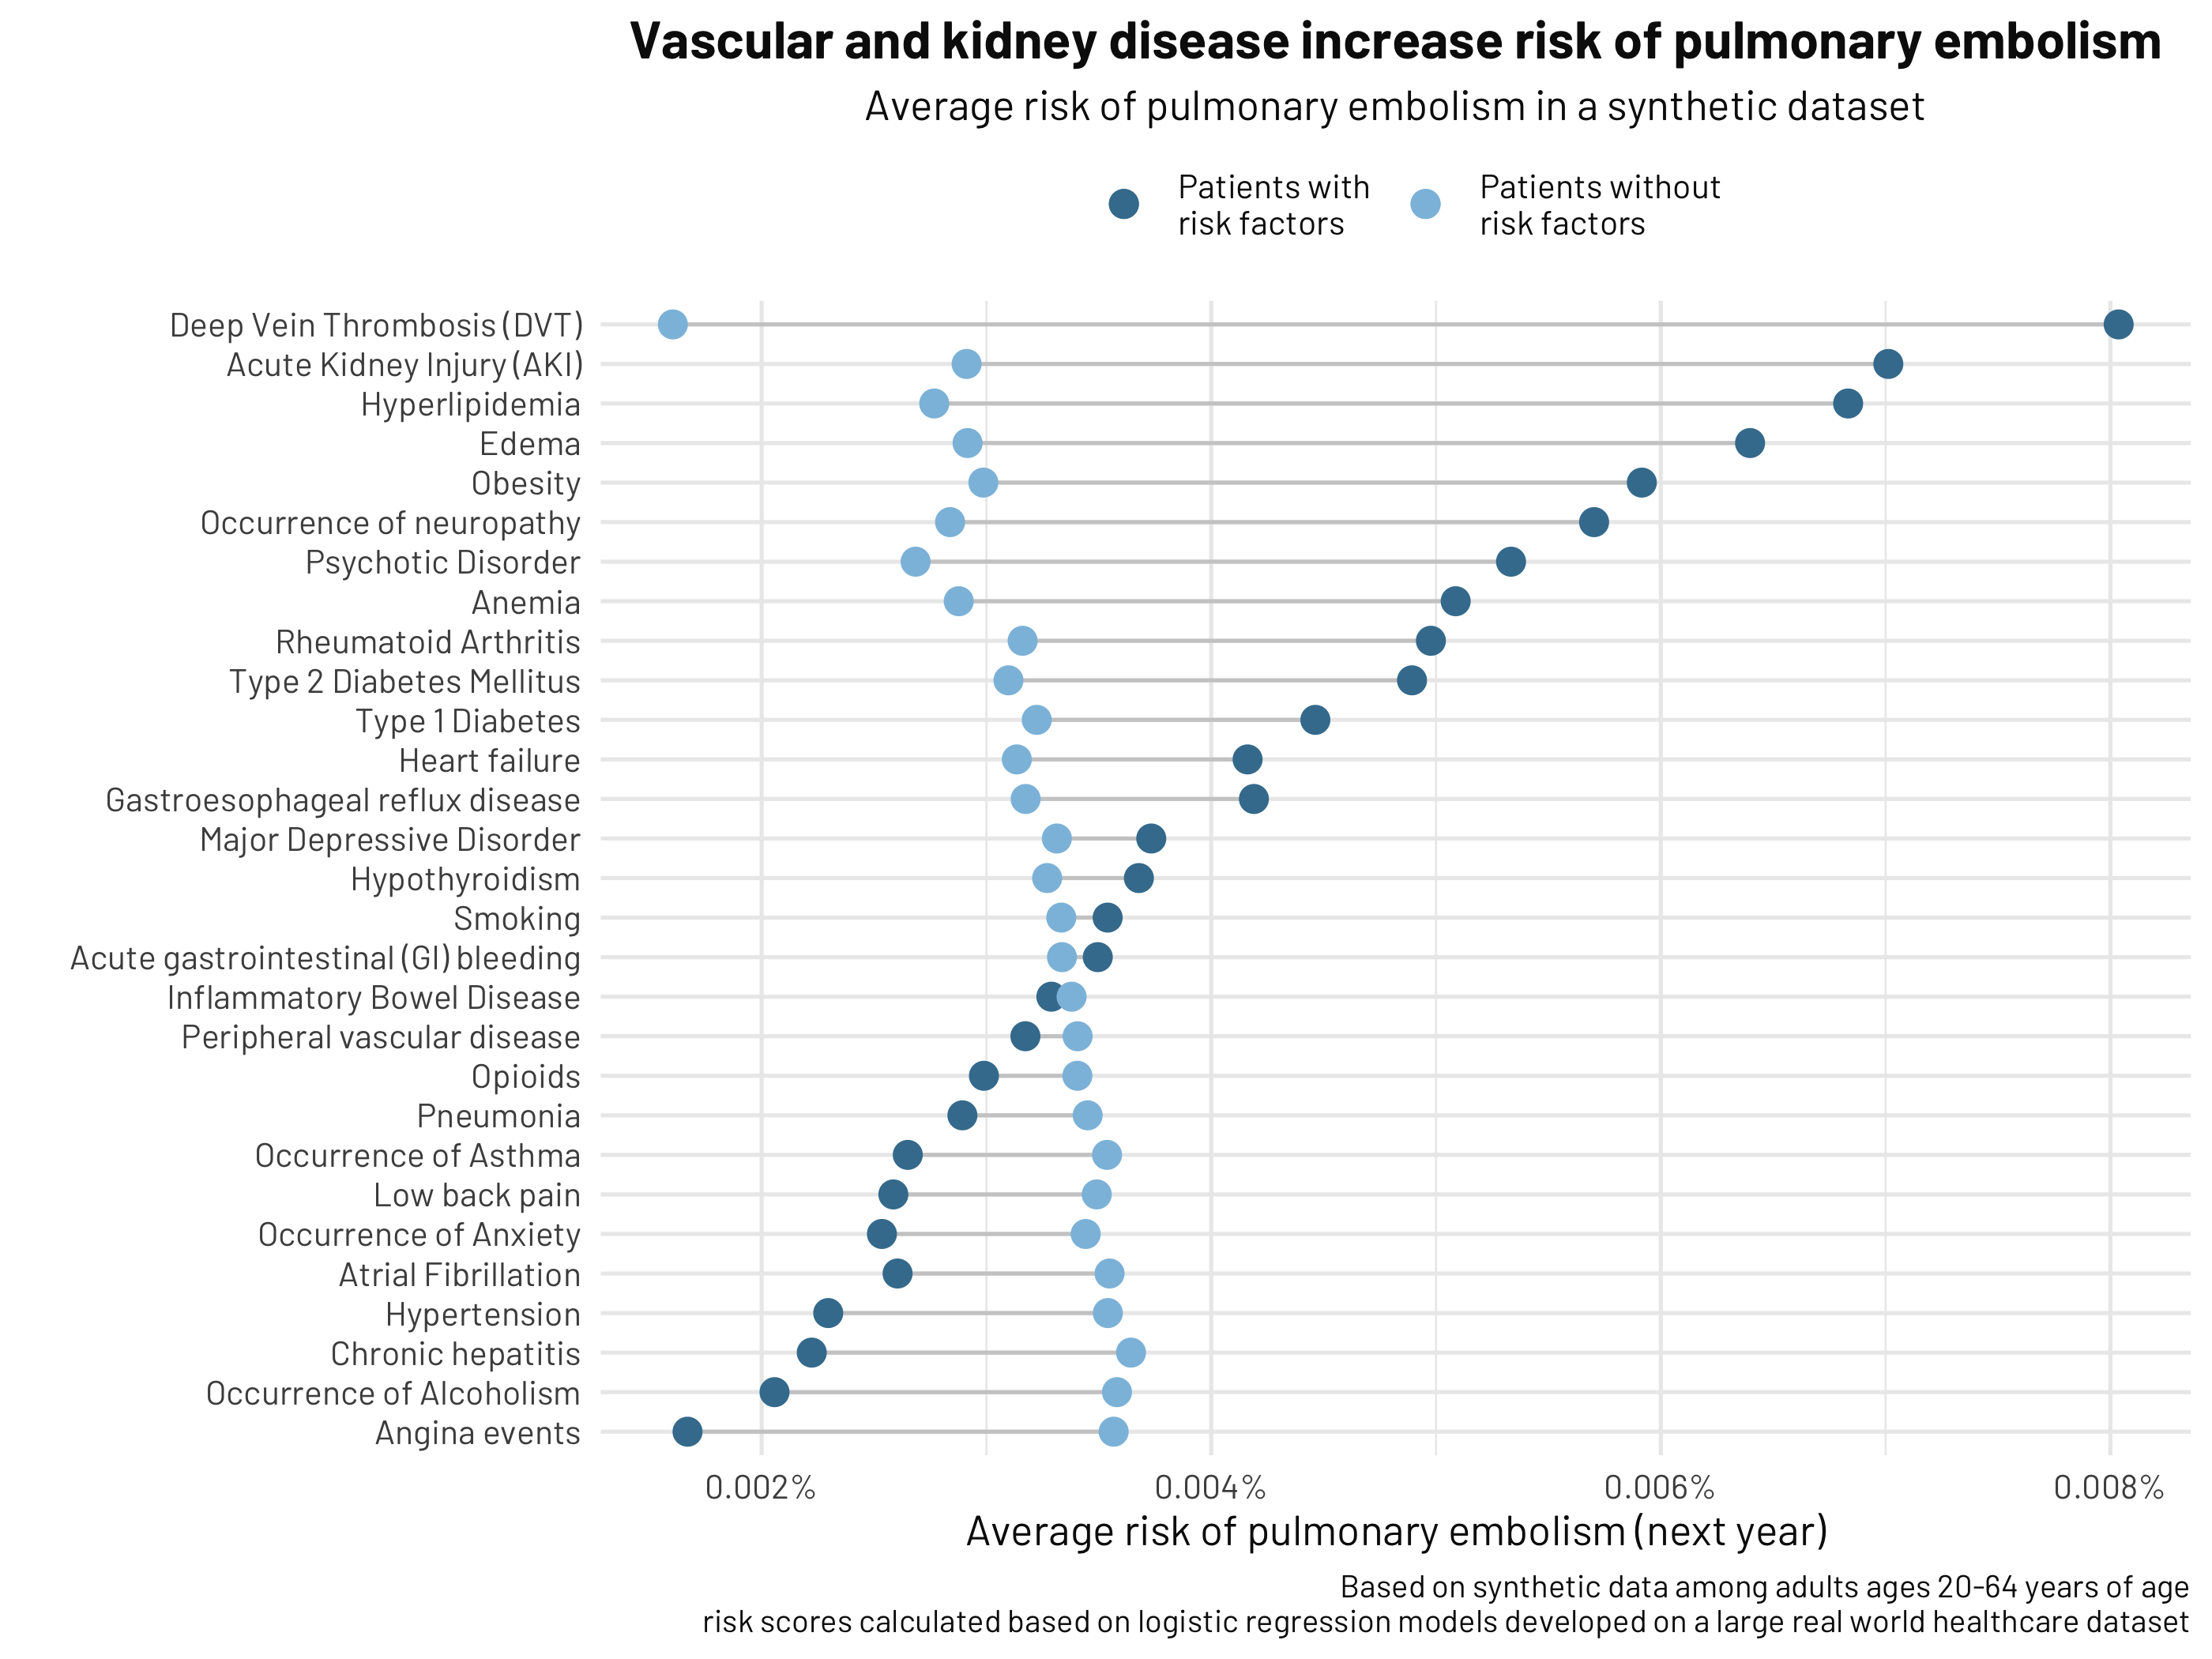 Vascular and kidney disease increase risk of pulmonary embolism
Average risk of pulmonary embolism in a synthetic dataset
Patients with
risk factors
Patients without
risk factors
Deep Vein Thrombosis (DVT)
Acute Kidney Injury (AKI)
Hyperlipidemia
Edema
Obesity
Occurrence of neuropathy
Psychotic Disorder
Anemia
Rheumatoid Arthritis
Type 2 Diabetes Mellitus
Type 1 Diabetes
Heart failure
Gastroesophageal reflux disease
Major Depressive Disorder
Hypothyroidism
Smoking
Acute gastrointestinal (GI) bleeding
Inflammatory Bowel Disease
Peripheral vascular disease
Opioids
Pneumonia
Occurrence of Asthma
Low back pain
Occurrence of Anxiety
Atrial Fibrillation
Hypertension
Chronic hepatitis
Occurrence of Alcoholism
Angina events
0.002% 0.004% 0.006% 0.008%
Average risk of pulmonary embolism (next year)
Based on synthetic data among adults ages 20-64 years of age
risk scores calculated based on logistic regression models developed on a large real world healthcare dataset